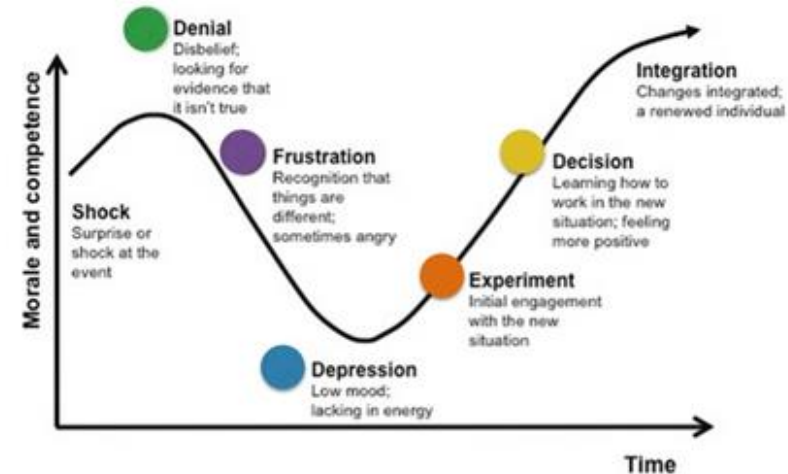 Denial
Disbelief;
looking for
evidence that
it isn't true
Integration
Changes integrated;
a renewed individual
Morale and competence
Frustration
Recognition that
things are
different;
sometimes angry
Decision
Learning how to
work in the new
situation; feeling
more positive
Shock
Surprise or
shock at the
event
Experiment
Initial engagement
with the new
situation
Depression
Low mood;
lacking in energy
Time